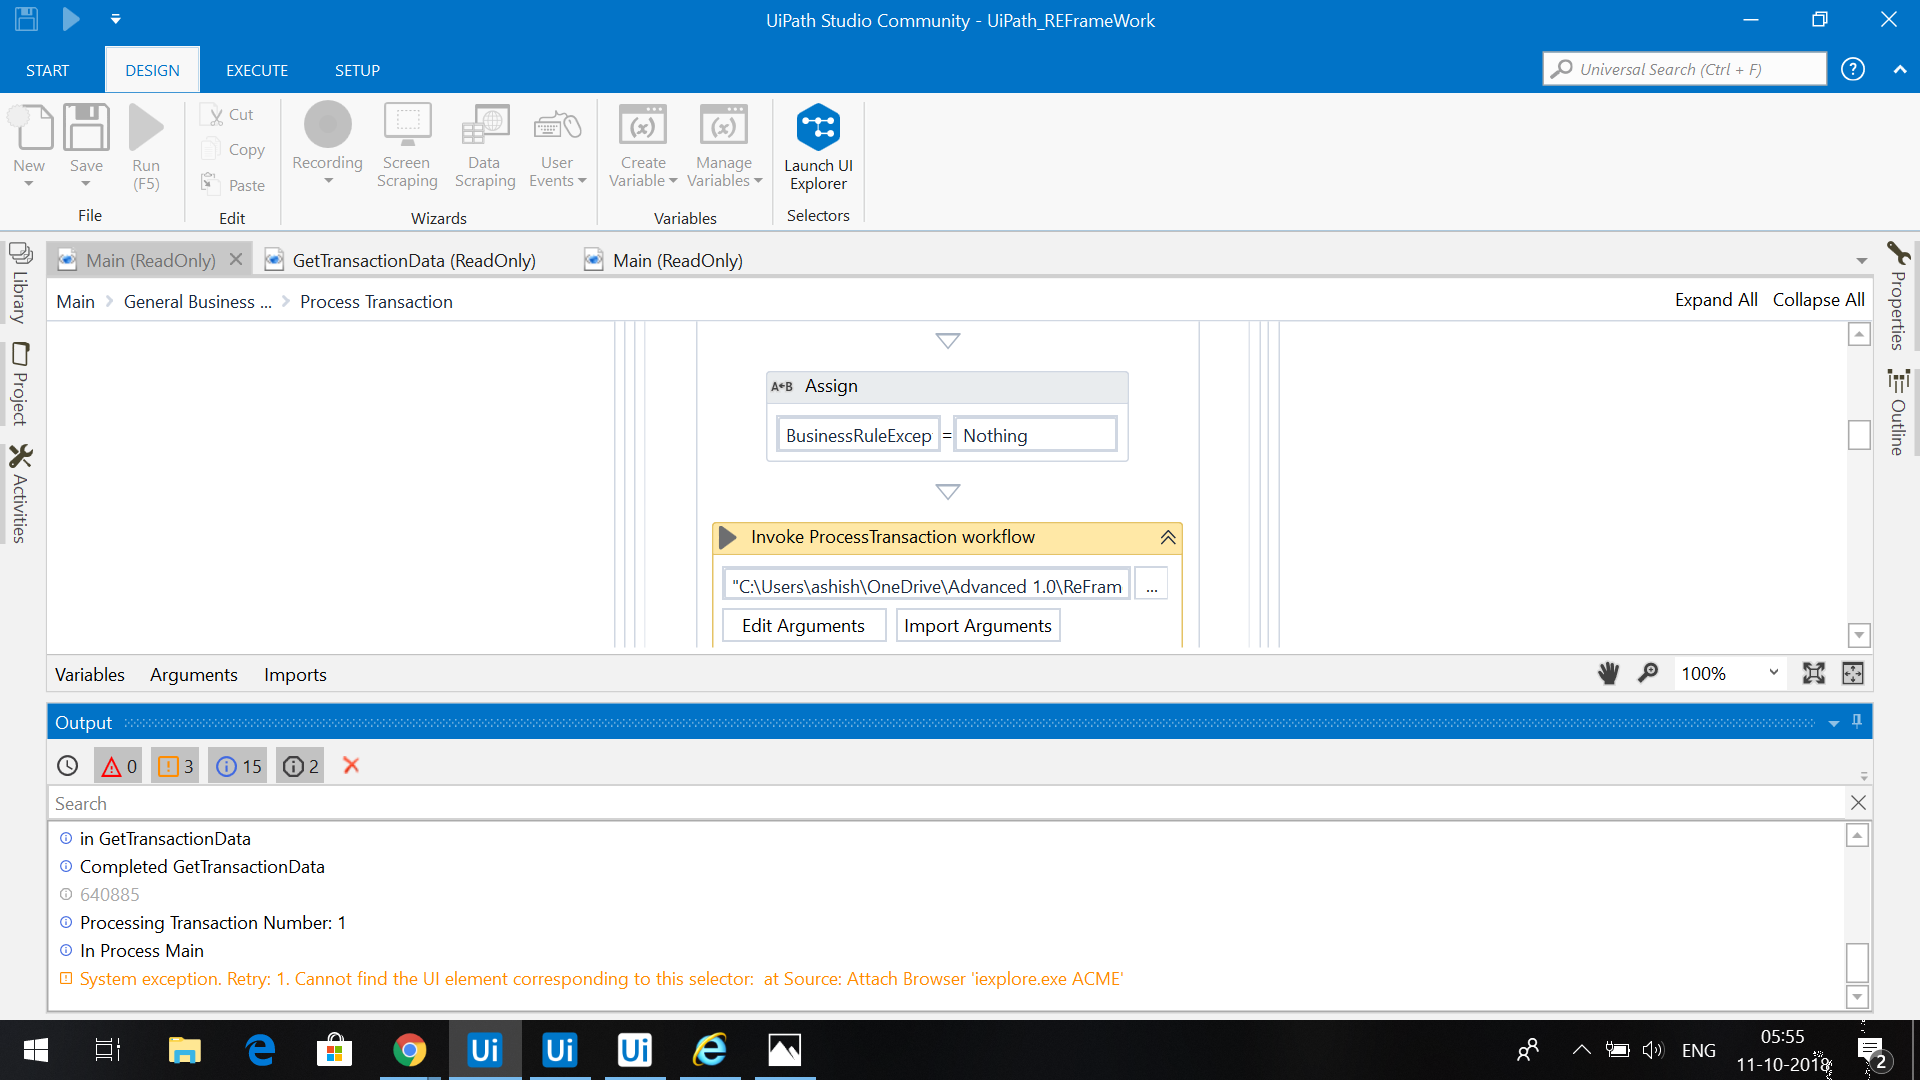 UiPath Studio Community - UiPath_REFrameWork
START DESIGN EXECUTE SETUP
Universal Search (Ctrl + F)
New Save Run (F5)
Cut
Copy
Paste
Recording Screen Scraping Data Scraping User Events
Create Variable Manage Variables
Launch UI Explorer
File Edit Wizards Variables Selectors
Library
Project
Activities
Main (ReadOnly) GetTransactionData (ReadOnly) Main (ReadOnly)
Main General Business ... Process Transaction
Expand All Collapse All
Properties
Outline
A B Assign
BusinessRuleExcep = Nothing
Invoke ProcessTransaction workflow
"C:\Users\ashish\OneDrive\Advanced 1.0\ReFram ...
Edit Arguments Import Arguments
Variables Arguments Imports
100%
Output
0 3 15 2
Search
in GetTransactionData
Completed GetTransactionData
640885
Processing Transaction Number: 1
In Process Main
System exception. Retry: 1. Cannot find the UI element corresponding to this selector:  at Source: Attach Browser 'iexplore.exe ACME'
Ui Ui Ui
ENG
05:55
11-10-2018
2